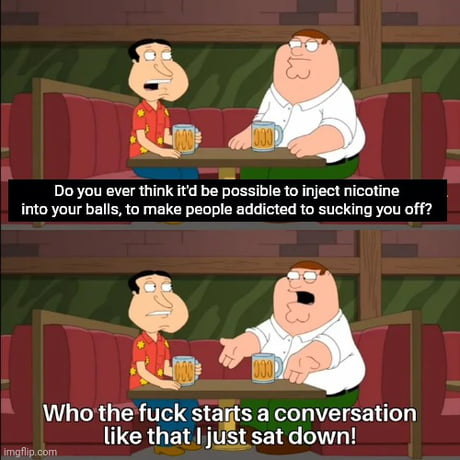 Do you ever think it'd be possible to inject nicotine
into your balls, to make people addicted to sucking you off?
Who the fuck starts a conversation
like that I just sat down!
imgflip.com